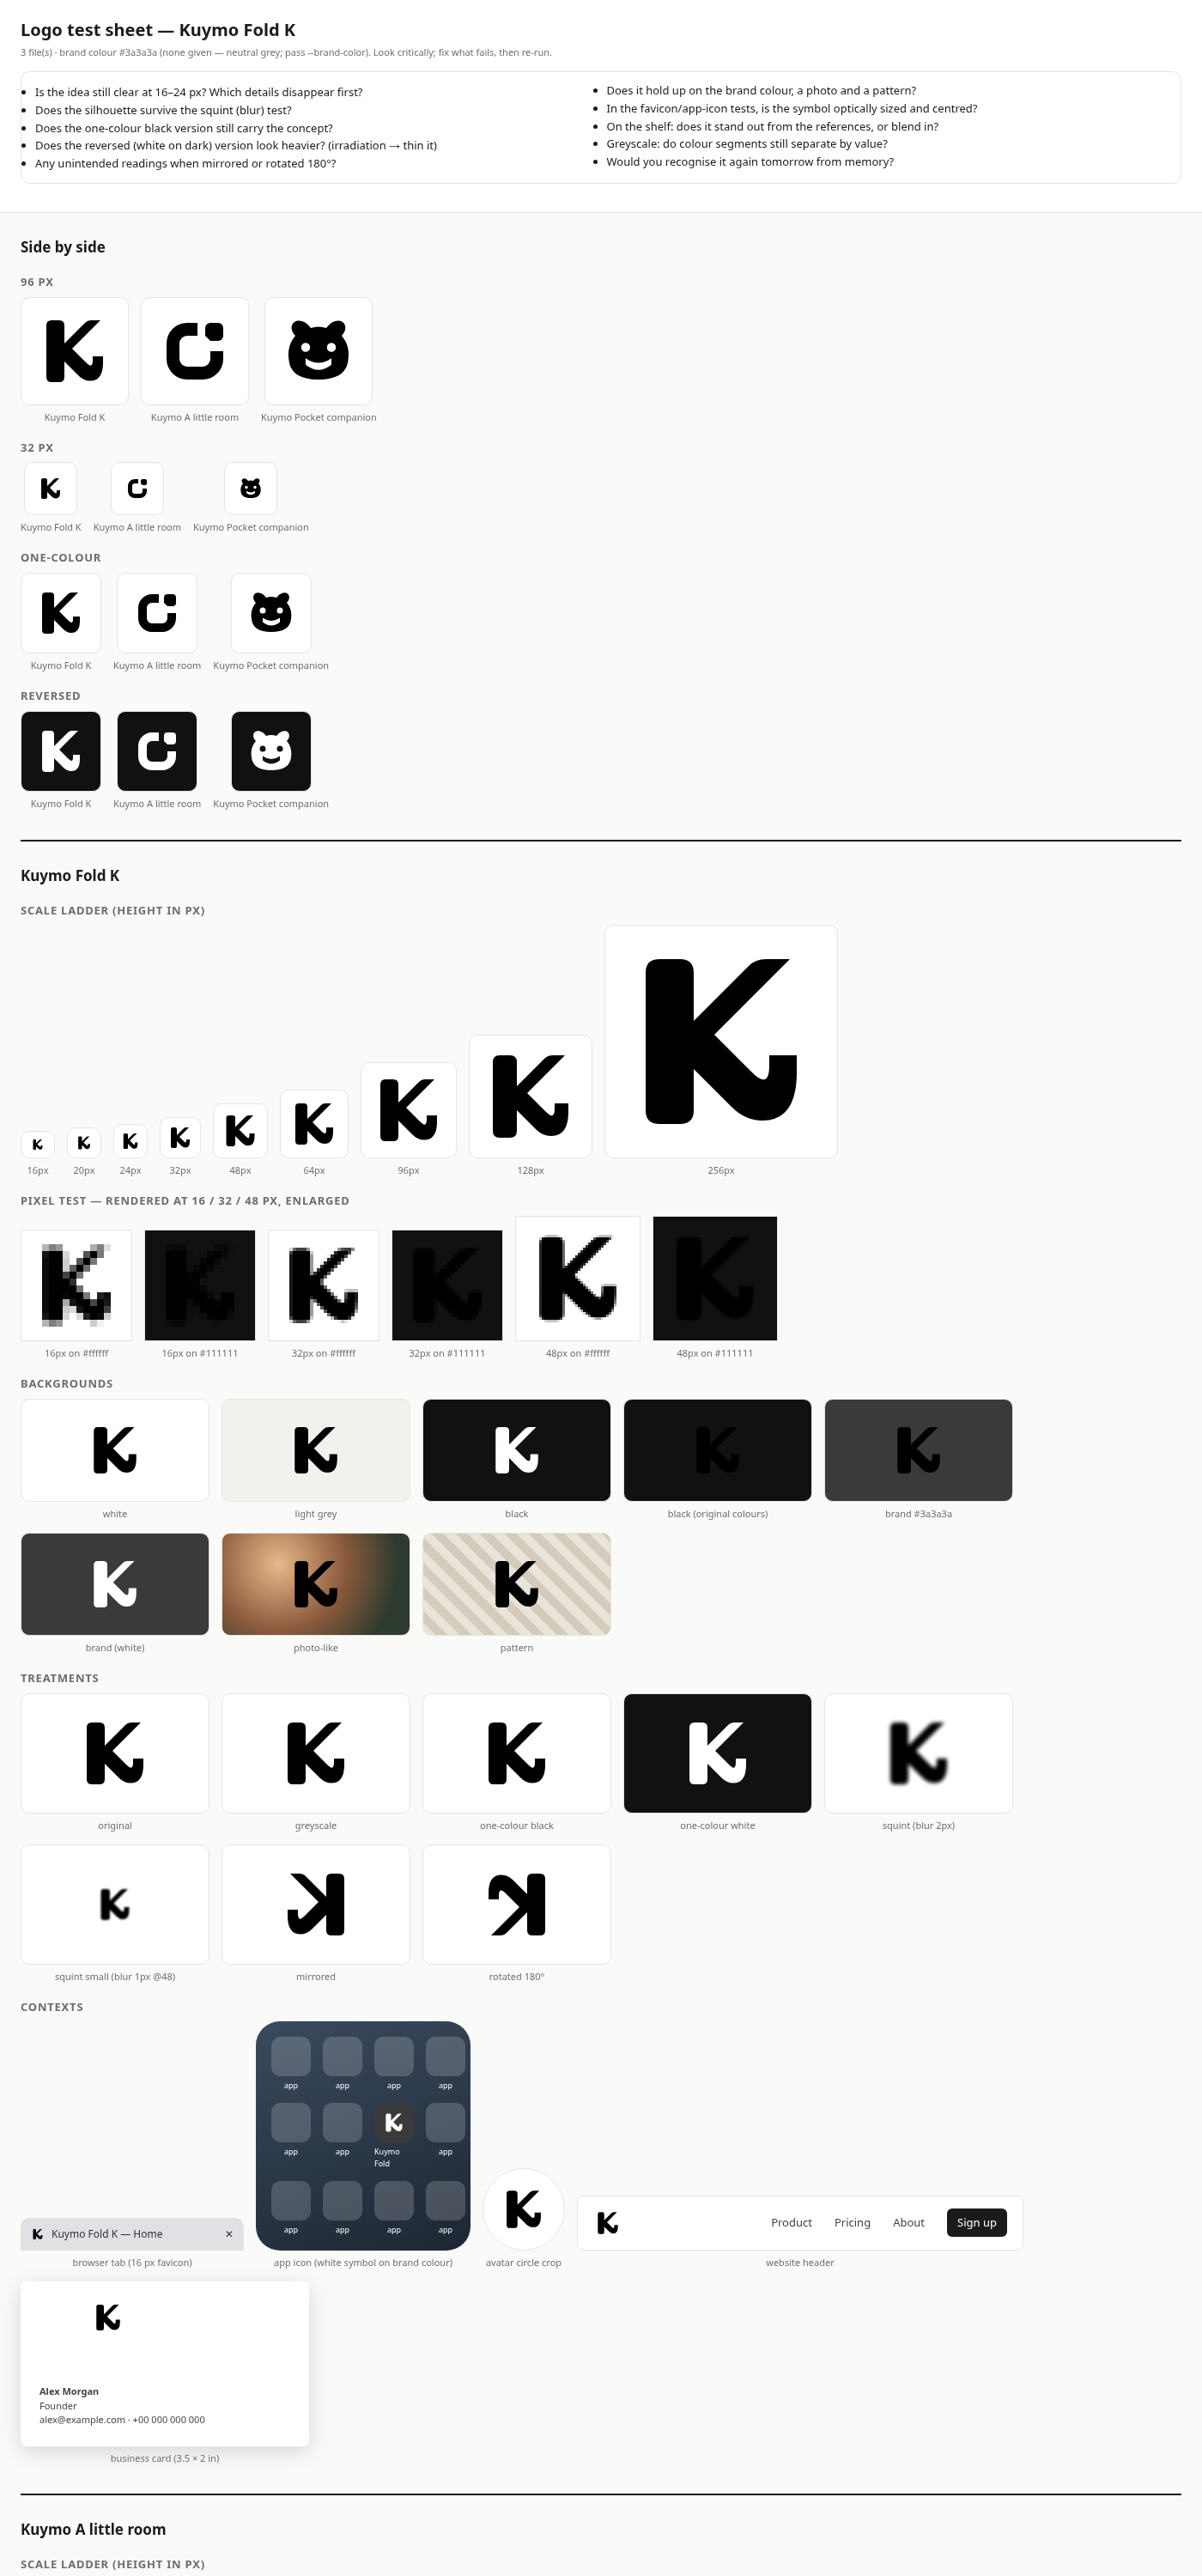 Logo test sheet — Kuymo Fold K
3 file(s) · brand colour #3a3a3a (none given — neutral grey; pass --brand-color). Look critically; fix what fails, then re-run.
Is the idea still clear at 16–24 px? Which details disappear first?
Does the silhouette survive the squint (blur) test?
Does the one-colour black version still carry the concept?
Does the reversed (white on dark) version look heavier? (irradiation → thin it)
Any unintended readings when mirrored or rotated 180°?
Does it hold up on the brand colour, a photo and a pattern?
In the favicon/app-icon tests, is the symbol optically sized and centred?
On the shelf: does it stand out from the references, or blend in?
Greyscale: do colour segments still separate by value?
Would you recognise it again tomorrow from memory?
Side by side
96 PX
Kuymo Fold K
Kuymo A little room
Kuymo Pocket companion
32 PX
Kuymo Fold K
Kuymo A little room
Kuymo Pocket companion
ONE-COLOUR
Kuymo Fold K
Kuymo A little room
Kuymo Pocket companion
REVERSED
Kuymo Fold K
Kuymo A little room
Kuymo Pocket companion
Kuymo Fold K
SCALE LADDER (HEIGHT IN PX)
16px
20px
24px
32px
48px
64px
96px
128px
256px
PIXEL TEST — RENDERED AT 16 / 32 / 48 PX, ENLARGED
16px on #ffffff
16px on #111111
32px on #ffffff
32px on #111111
48px on #ffffff
48px on #111111
BACKGROUNDS
white
light grey
black
black (original colours)
brand #3a3a3a
brand (white)
photo-like
pattern
TREATMENTS
original
greyscale
one-colour black
one-colour white
squint (blur 2px)
squint small (blur 1px @48)
mirrored
rotated 180°
CONTEXTS
Kuymo Fold K — Home ×
browser tab (16 px favicon)
app
app
app
app
app
app
Kuymo
Fold
app
app
app
app
app
app icon (white symbol on brand colour)
avatar circle crop
Product
Pricing
About
Sign up
website header
Alex Morgan
Founder
alex@example.com · +00 000 000 000
business card (3.5 × 2 in)
Kuymo A little room
SCALE LADDER (HEIGHT IN PX)